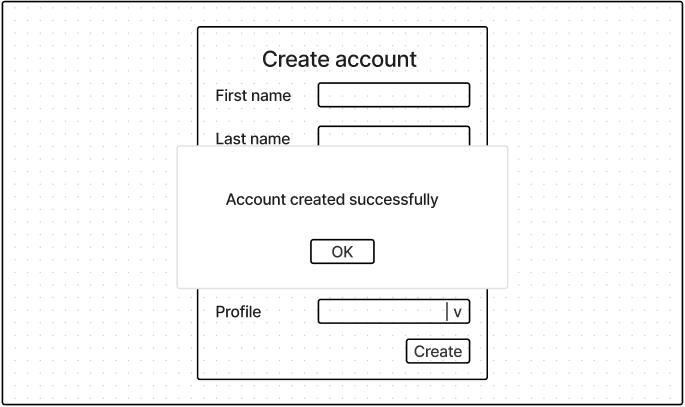 Create account
First name
Last name
Account created successfully
OK
Profile
v
Create